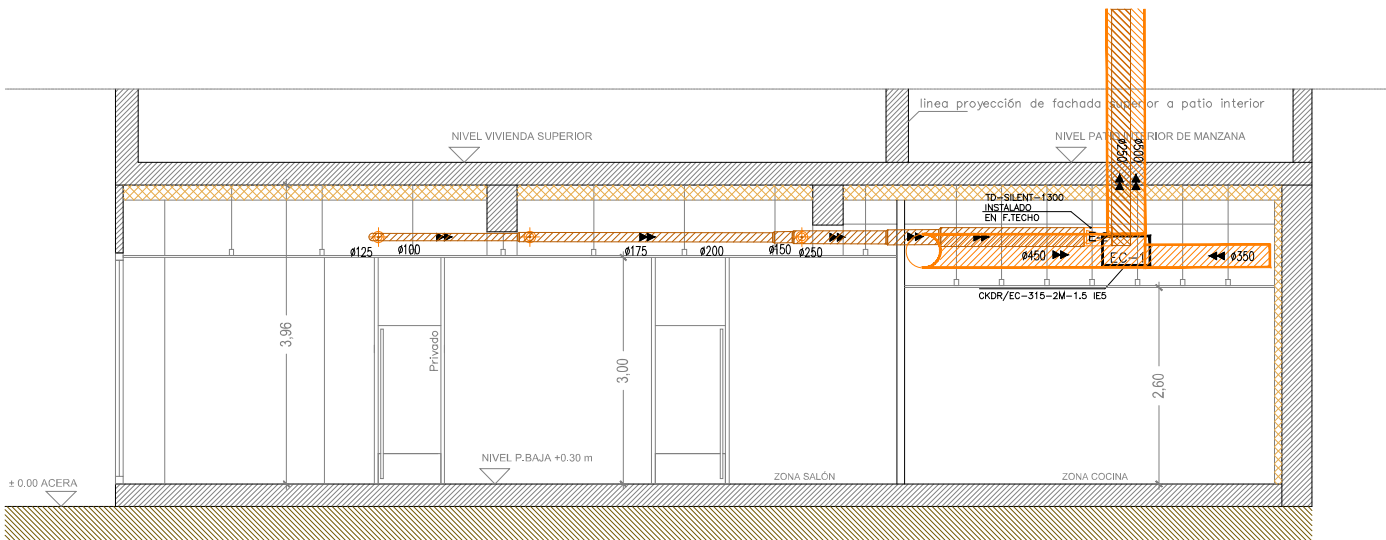 linea proyección de fachada superior a patio interior
NIVEL VIVIENDA SUPERIOR
NIVEL PATIO INTERIOR DE MANZANA
ø250
ø500
TD-SILENT-1300
INSTALADO
EN F.TECHO
ø125
ø100
ø175
ø200
ø150
ø250
ø450
EC-1
ø350
CKDR/EC-315-2M-1.5 IE5
3,96
Privado
3,00
2,60
NIVEL P.BAJA +0.30 m
ZONA SALÓN
ZONA COCINA
± 0.00 ACERA